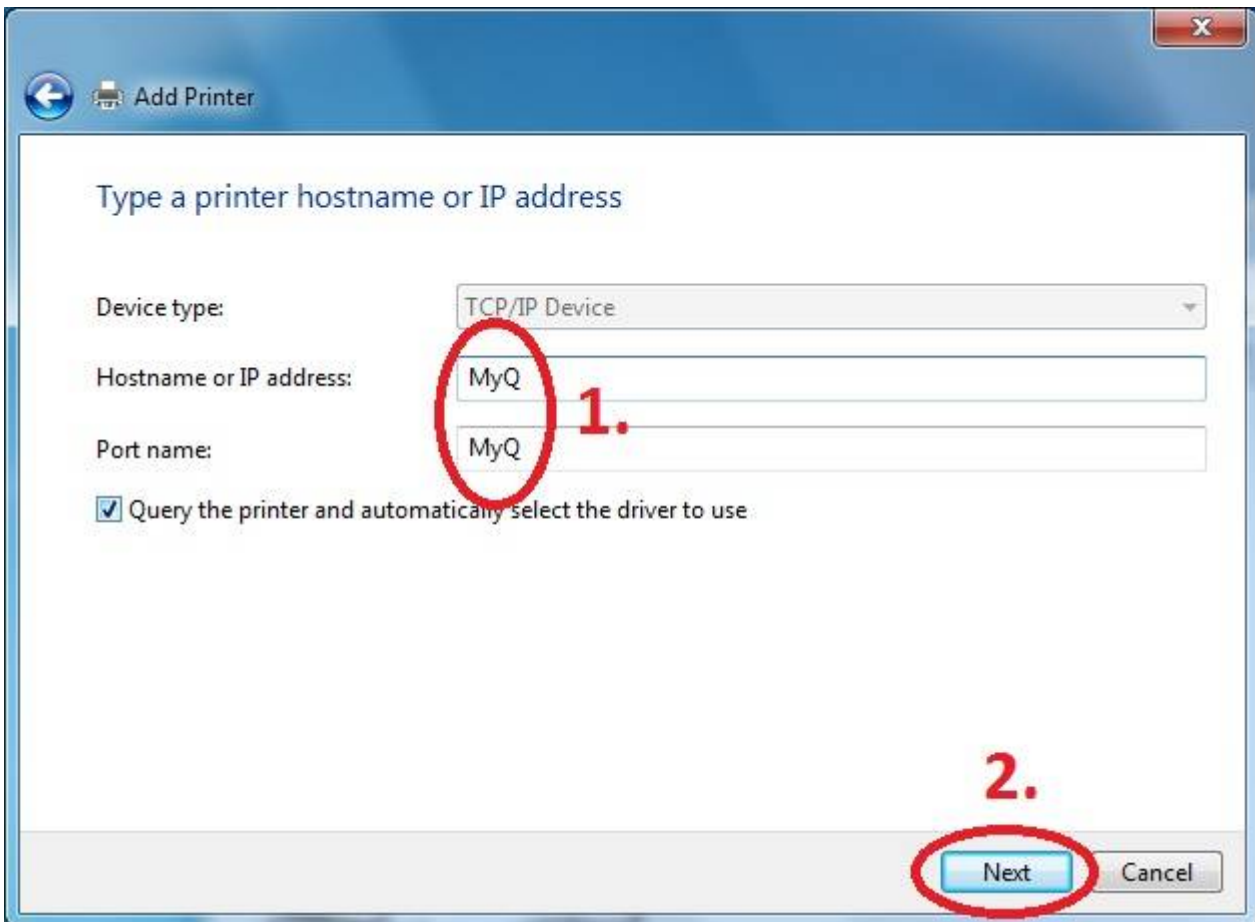 Add Printer
Type a printer hostname or IP address
Device type: TCP/IP Device
Hostname or IP address: MyQ
1.
Port name: MyQ
Query the printer and automatically select the driver to use
2.
Next Cancel